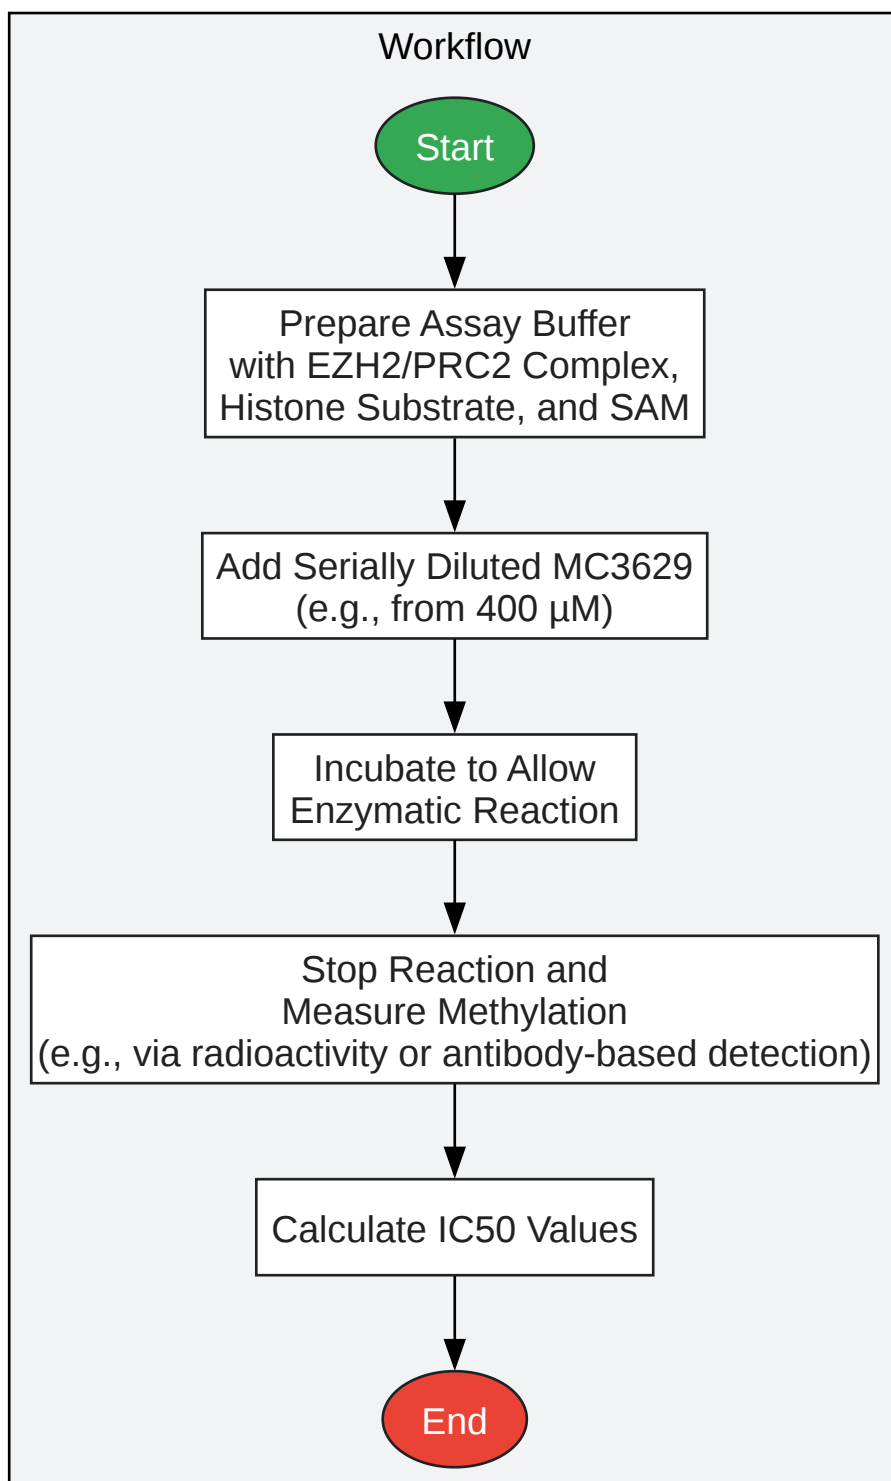 Workflow
Start
Prepare Assay Buffer
with EZH2/PRC2 Complex,
Histone Substrate, and SAM
Add Serially Diluted MC3629
(e.g., from 400 µM)
Incubate to Allow
Enzymatic Reaction
Stop Reaction and
Measure Methylation
(e.g., via radioactivity or antibody-based detection)
Calculate IC50 Values
End